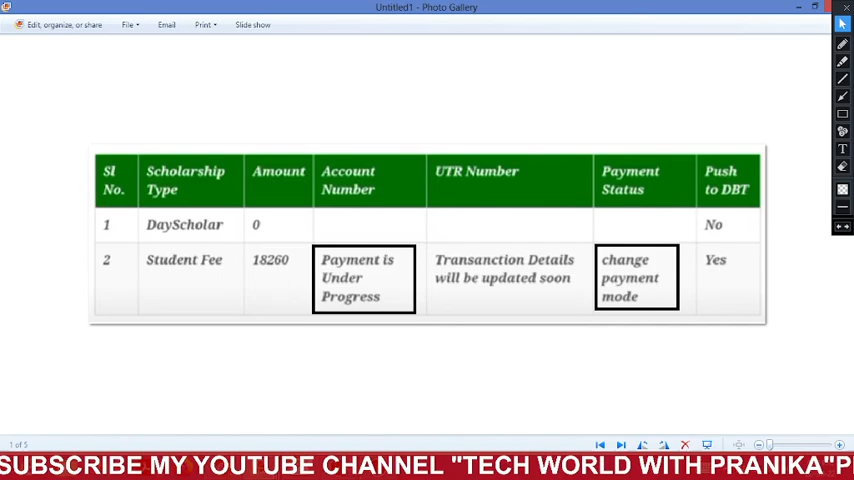 Untitled1 - Photo Gallery
Edit, organize, or share File Email Print Slide show
Sl No. Scholarship Type Amount Account Number UTR Number Payment Status Push to DBT
1 DayScholar 0 No
2 Student Fee 18260 Payment is Under Progress Transanction Details will be updated soon change payment mode Yes
T
1 of 5
SUBSCRIBE MY YOUTUBE CHANNEL "TECH WORLD WITH PRANIKA"P